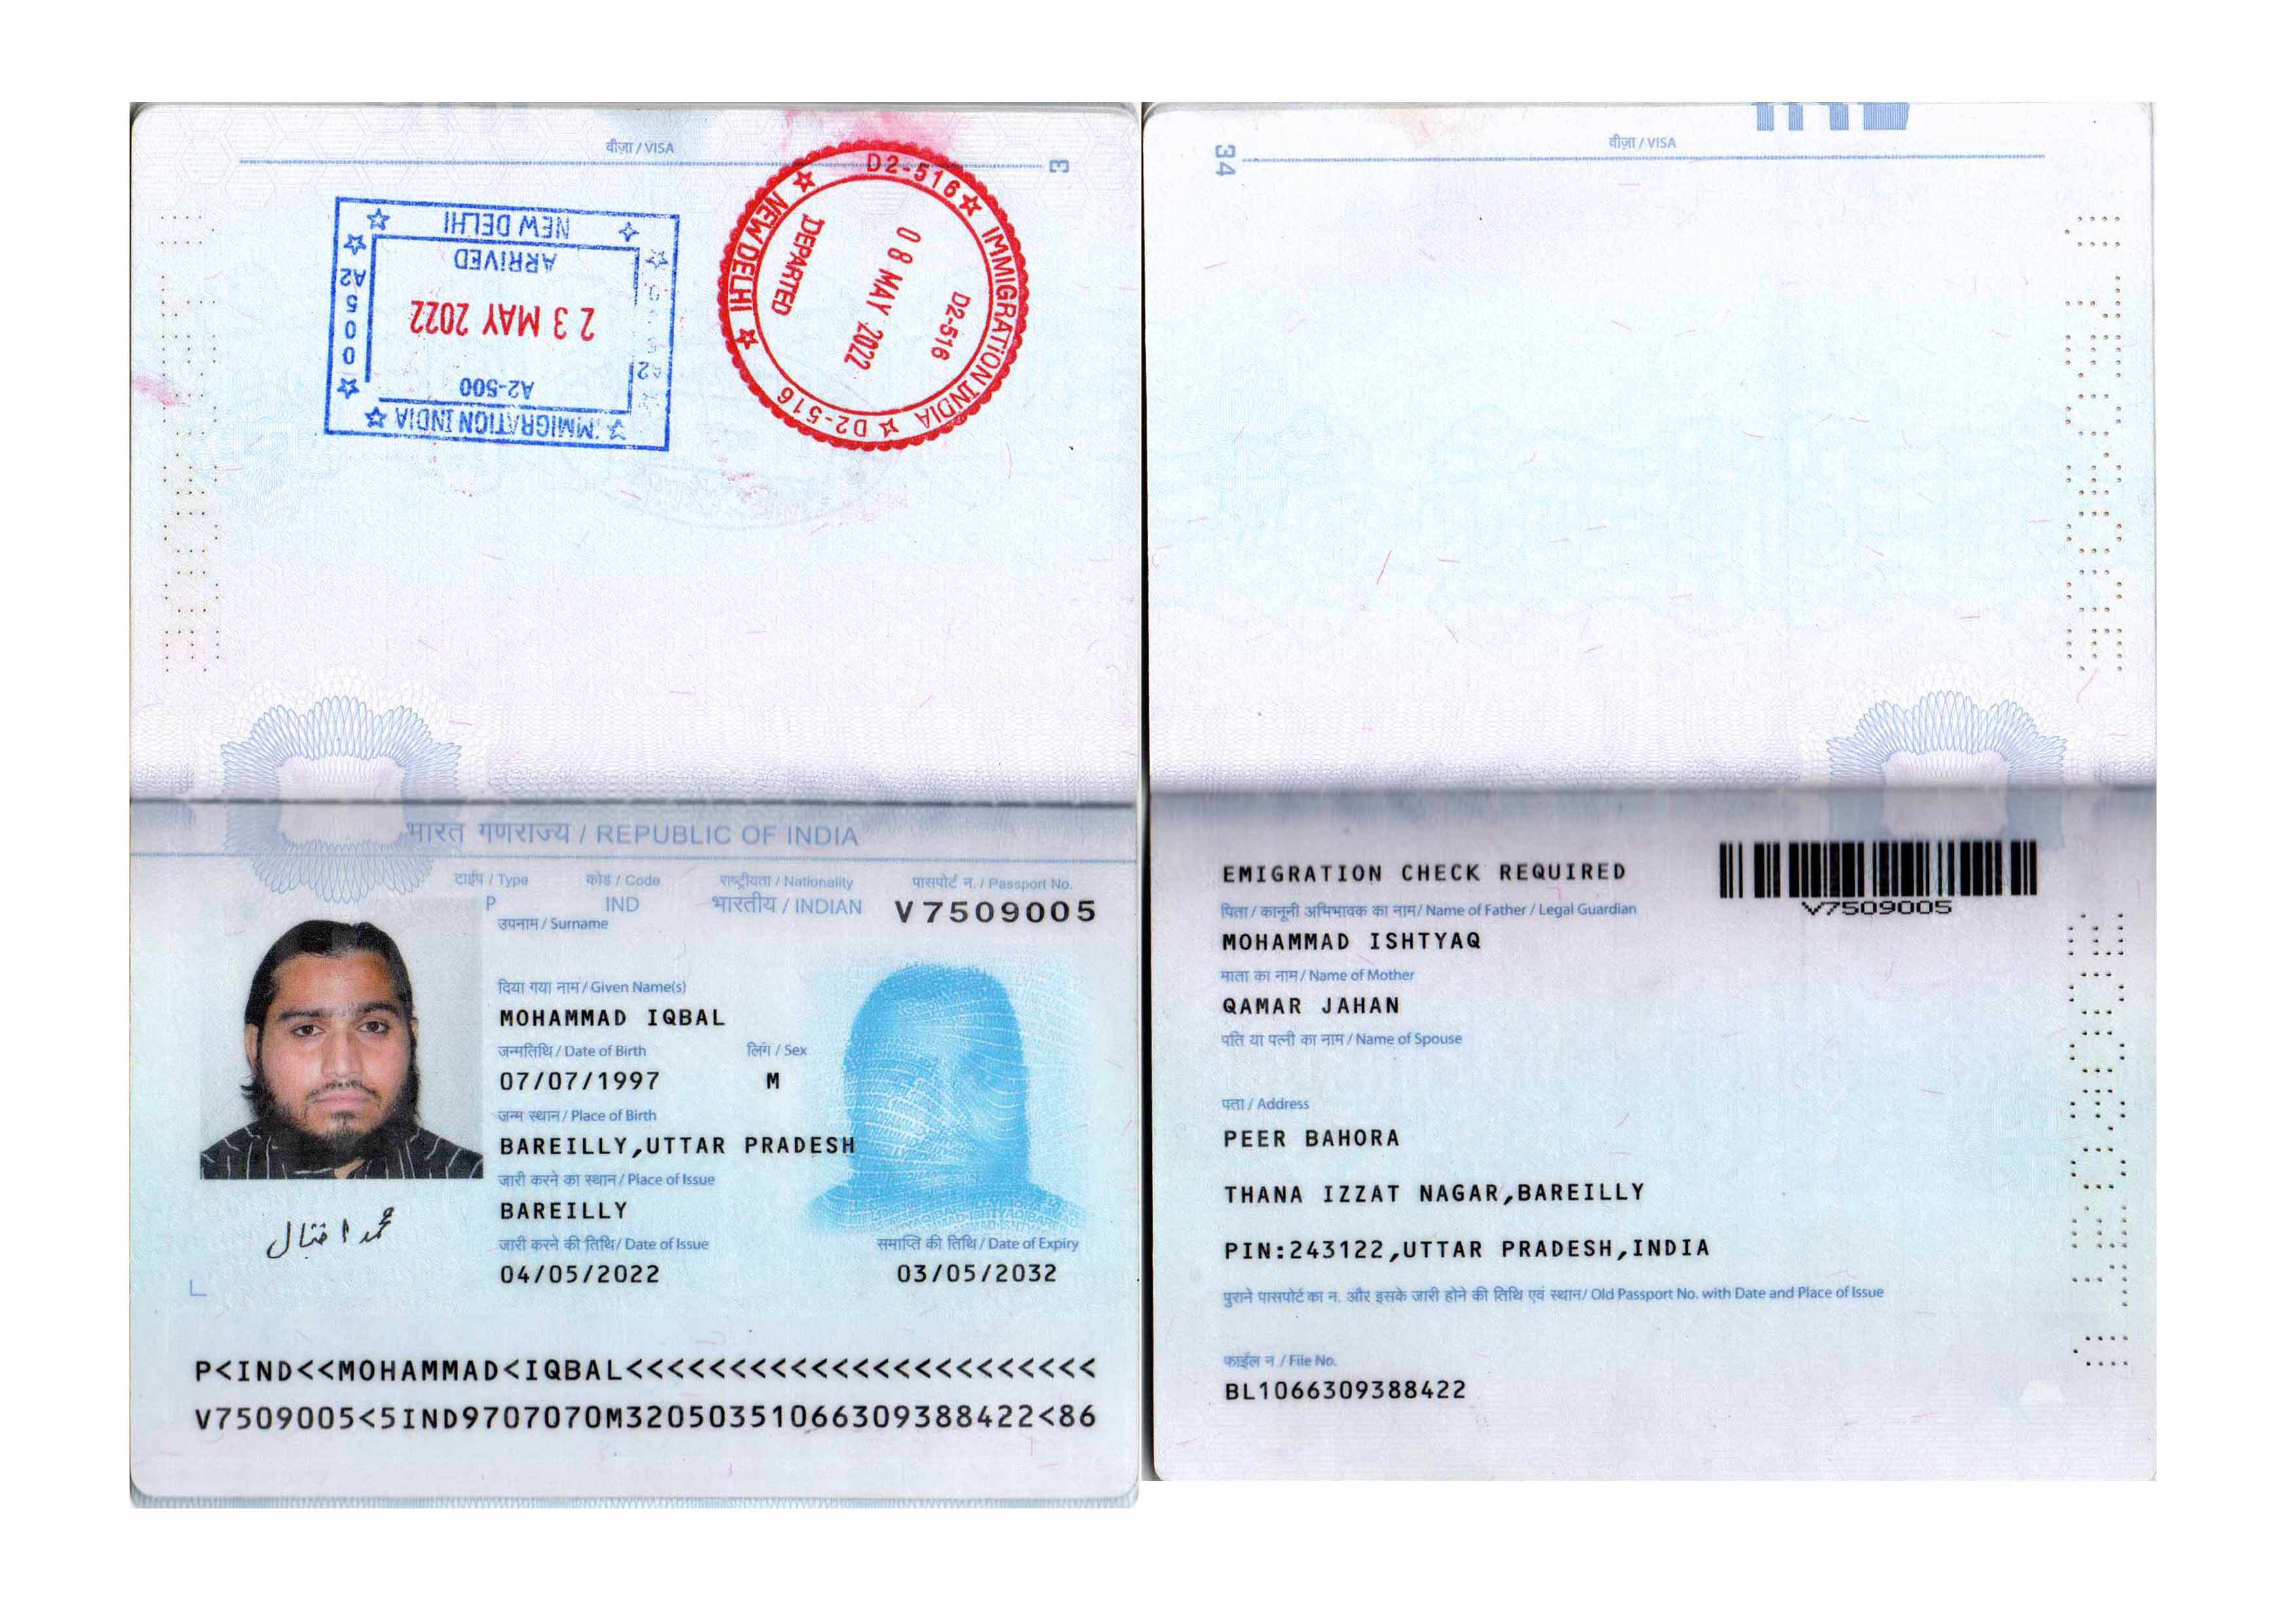 वीज़ा / VISA
3
NEW DELHI
ARRIVED
23 MAY 2022
A2-500
IMMIGRATION INDIA
A2 500
D2-516
IMMIGRATION INDIA
D2-516
NEW DELHI
DEPARTED
08 MAY 2022
D2-516
भारत गणराज्य / REPUBLIC OF INDIA
टाईप / Type
कोड / Code
राष्ट्रीयता / Nationality
पासपोर्ट न. / Passport No.
P
IND
भारतीय / INDIAN
V7509005
उपनाम / Surname
दिया गया नाम / Given Name(s)
MOHAMMAD IQBAL
जन्मतिथि / Date of Birth
लिंग / Sex
07/07/1997
M
जन्म स्थान / Place of Birth
BAREILLY,UTTAR PRADESH
जारी करने का स्थान / Place of Issue
BAREILLY
जारी करने की तिथि / Date of Issue
समाप्ति की तिथि / Date of Expiry
04/05/2022
03/05/2032
محمد اقبال
P<IND<<MOHAMMAD<IQBAL<<<<<<<<<<<<<<<<<<<<<<<
V7509005<5IND9707070M32050351066309388422<86
34
वीज़ा / VISA
EMIGRATION CHECK REQUIRED
V7509005
पिता / कानूनी अभिभावक का नाम / Name of Father / Legal Guardian
MOHAMMAD ISHTYAQ
माता का नाम / Name of Mother
QAMAR JAHAN
पति या पत्नी का नाम / Name of Spouse
पता / Address
PEER BAHORA
THANA IZZAT NAGAR,BAREILLY
PIN:243122,UTTAR PRADESH,INDIA
पुराने पासपोर्ट का न. और इसके जारी होने की तिथि एवं स्थान / Old Passport No. with Date and Place of Issue
फाईल न. / File No.
BL1066309388422